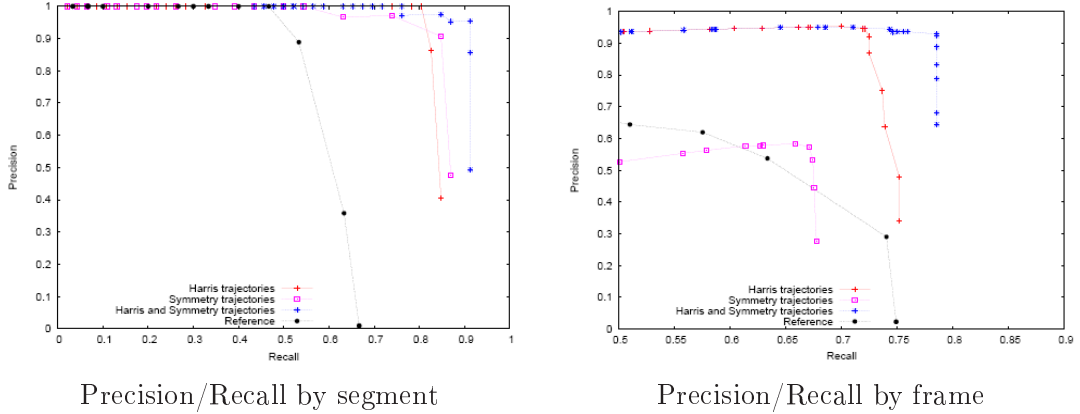 1
0.9
0.8
0.7
0.6
0.5
0.4
0.3
0.2
0.1
0
Precision
Harris trajectories
Symmetry trajectories
Harris and Symmetry trajectories
Reference
0 0.1 0.2 0.3 0.4 0.5 0.6 0.7 0.8 0.9 1
Recall
Precision/Recall by segment
1
0.9
0.8
0.7
0.6
0.5
0.4
0.3
0.2
0.1
0
Precision
Harris trajectories
Symmetry trajectories
Harris and Symmetry trajectories
Reference
0.5 0.55 0.6 0.65 0.7 0.75 0.8 0.85 0.9
Recall
Precision/Recall by frame